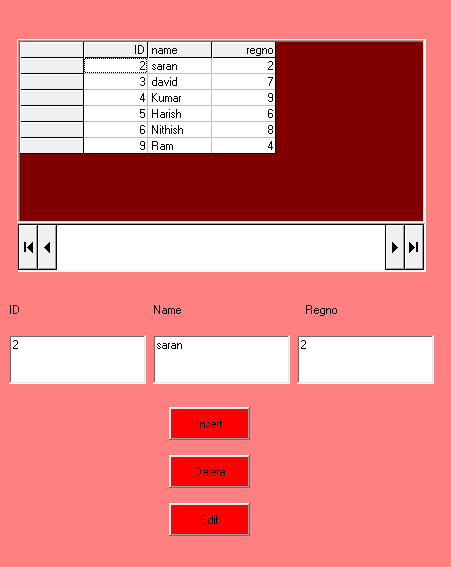 ID name regno
2 saran 2
3 david 7
4 Kumar 9
5 Harish 6
6 Nithish 8
9 Ram 4
ID Name Regno
2 saran 2
Insert
Delete
Edit